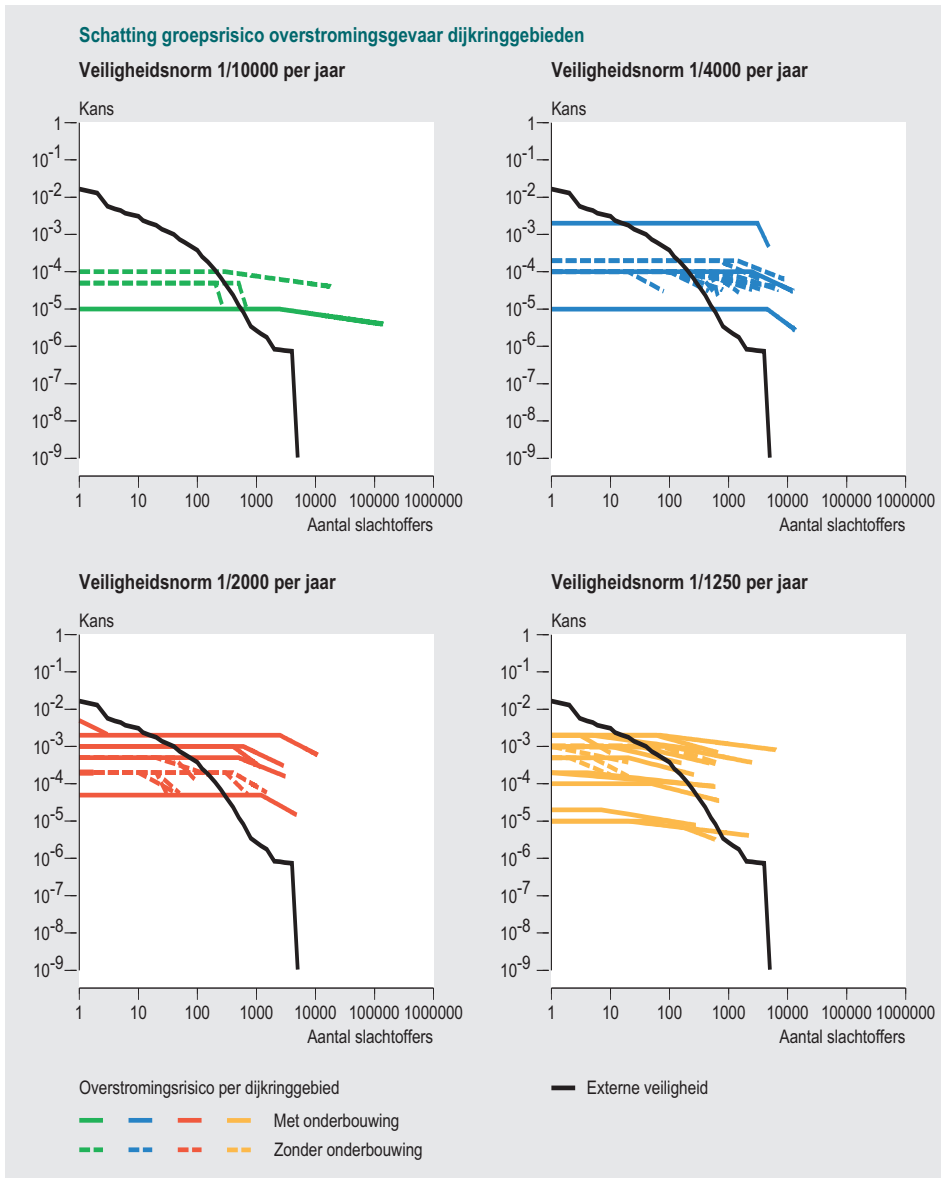 Schatting groepsrisico overstromingsgevaar dijkringgebieden
Veiligheidsnorm 1/10000 per jaar
Kans
1
10-1
10-2
10-3
10-4
10-5
10-6
10-7
10-8
10-9
1 10 100 1000 10000 100000 1000000
Aantal slachtoffers
Veiligheidsnorm 1/4000 per jaar
Kans
1
10-1
10-2
10-3
10-4
10-5
10-6
10-7
10-8
10-9
1 10 100 1000 10000 100000 1000000
Aantal slachtoffers
Veiligheidsnorm 1/2000 per jaar
Kans
1
10-1
10-2
10-3
10-4
10-5
10-6
10-7
10-8
10-9
1 10 100 1000 10000 100000 1000000
Aantal slachtoffers
Veiligheidsnorm 1/1250 per jaar
Kans
1
10-1
10-2
10-3
10-4
10-5
10-6
10-7
10-8
10-9
1 10 100 1000 10000 100000 1000000
Aantal slachtoffers
Overstromingsrisico per dijkringgebied
Met onderbouwing
Zonder onderbouwing
Externe veiligheid